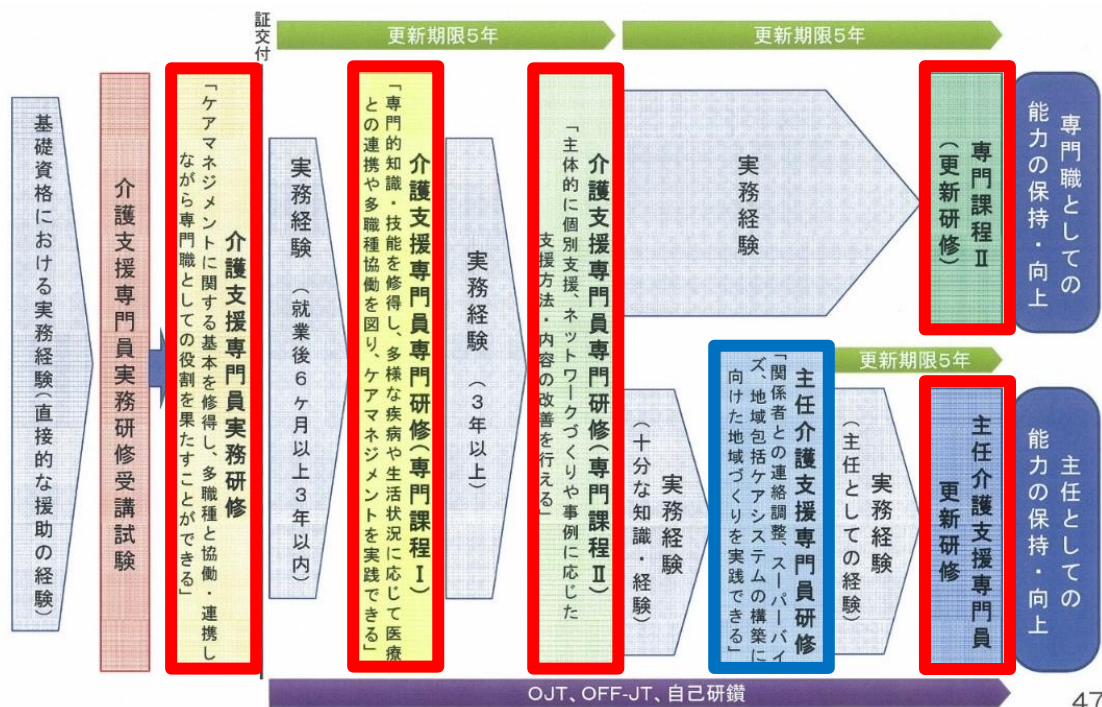 証交付
更新期限5年
更新期限5年
基礎資格における実務経験(直接的な援助の経験)
介護支援専門員実務研修受講試験
介護支援専門員実務研修
「ケアマネジメントに関する基本を修得し、多職種と協働・連携し
ながら専門職としての役割を果たすことができる」
実務経験 (就業後6ヶ月以上3年以内)
介護支援専門員専門研修(専門課程Ⅰ)
「専門的知識・技能を修得し、多様な疾病や生活状況に応じて医療
との連携や多職種協働を図り、ケアマネジメントを実践できる」
実務経験 (3年以上)
介護支援専門員専門研修(専門課程Ⅱ)
「主体的に個別支援、ネットワークづくりや事例に応じた
支援方法・内容の改善を行える」
実務経験
専門課程Ⅱ
(更新研修)
専門職としての
能力の保持・向上
実務経験
(十分な知識・経験)
主任介護支援専門員研修
「関係者との連絡調整、スーパーバイ
ズ、地域包括ケアシステムの構築に
向けた地域づくりを実践できる」
更新期限5年
実務経験
(主任としての経験)
主任介護支援専門員
更新研修
主任としての
能力の保持・向上
OJT、OFF-JT、自己研鑽
47